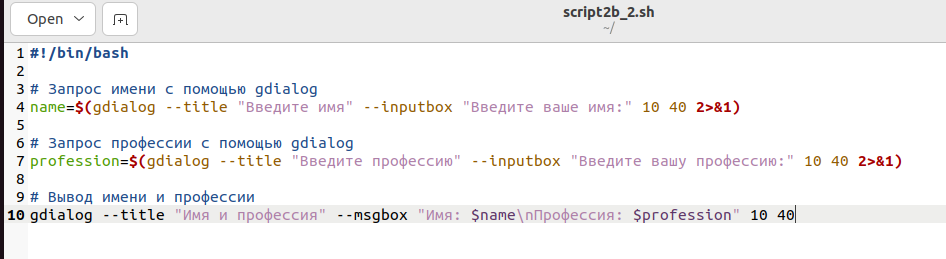 Open
script2b_2.sh
~/
1 #!/bin/bash
2
3 # Запрос имени с помощью gdialog
4 name=$(gdialog --title "Введите имя" --inputbox "Введите ваше имя:" 10 40 2>&1)
5
6 # Запрос профессии с помощью gdialog
7 profession=$(gdialog --title "Введите профессию" --inputbox "Введите вашу профессию:" 10 40 2>&1)
8
9 # Вывод имени и профессии
10 gdialog --title "Имя и профессия" --msgbox "Имя: $name\nПрофессия: $profession" 10 40